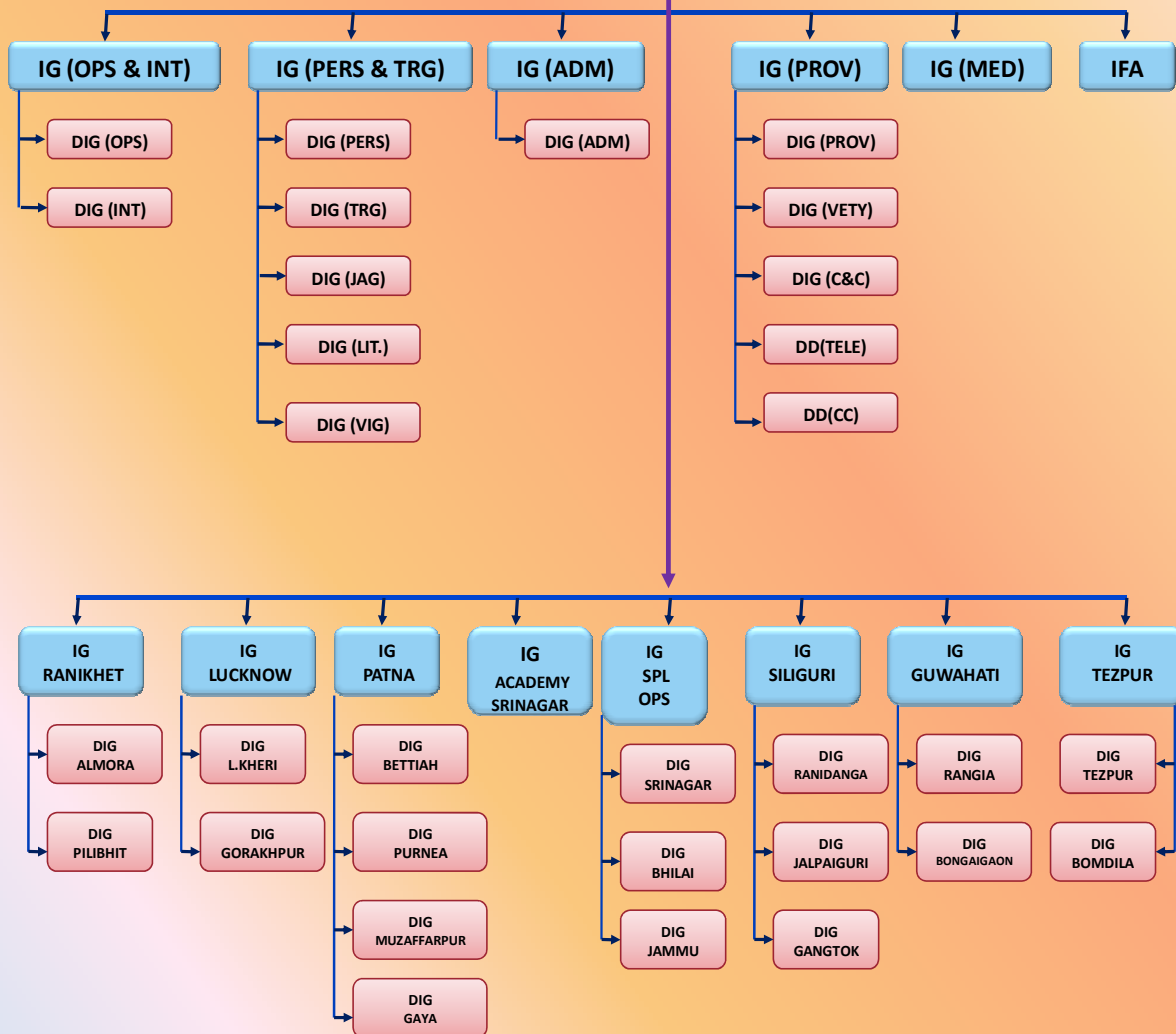 IG (OPS & INT)
IG (PERS & TRG)
IG (ADM)
IG (PROV)
IG (MED)
IFA
DIG (OPS)
DIG (INT)
DIG (PERS)
DIG (TRG)
DIG (JAG)
DIG (LIT.)
DIG (VIG)
DIG (ADM)
DIG (PROV)
DIG (VETY)
DIG (C&C)
DD(TELE)
DD(CC)
IG
RANIKHET
DIG
ALMORA
DIG
PILIBHIT
IG
LUCKNOW
DIG
L.KHERI
DIG
GORAKHPUR
IG
PATNA
DIG
BETTIAH
DIG
PURNEA
DIG
MUZAFFARPUR
DIG
GAYA
IG
ACADEMY
SRINAGAR
IG
SPL
OPS
DIG
SRINAGAR
DIG
BHILAI
DIG
JAMMU
IG
SILIGURI
DIG
RANIDANGA
DIG
JALPAIGURI
DIG
GANGTOK
IG
GUWAHATI
DIG
RANGIA
DIG
BONGAIGAON
IG
TEZPUR
DIG
TEZPUR
DIG
BOMDILA